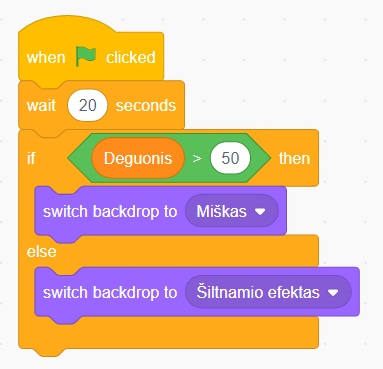 when clicked
wait 20 seconds
if Deguonis > 50 then
switch backdrop to Miškas
else
switch backdrop to Šiltnamio efektas